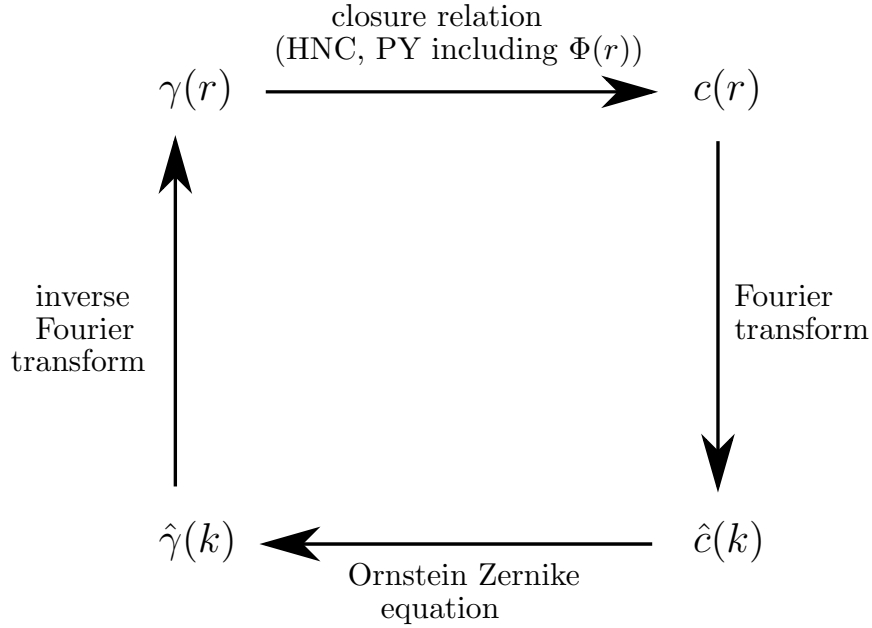 closure relation
(HNC, PY including Φ(r))
γ(r)
c(r)
inverse
Fourier
transform
Fourier
transform
γ̂(k)
ĉ(k)
Ornstein Zernike
equation